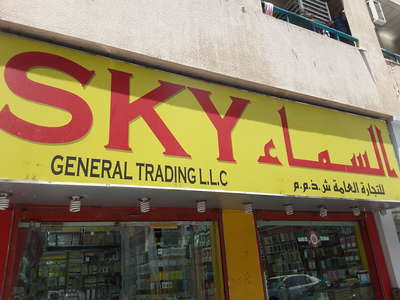 SKY
GENERAL TRADING L.L.C
السماء
للتجارة العامة ش.ذ.م.م